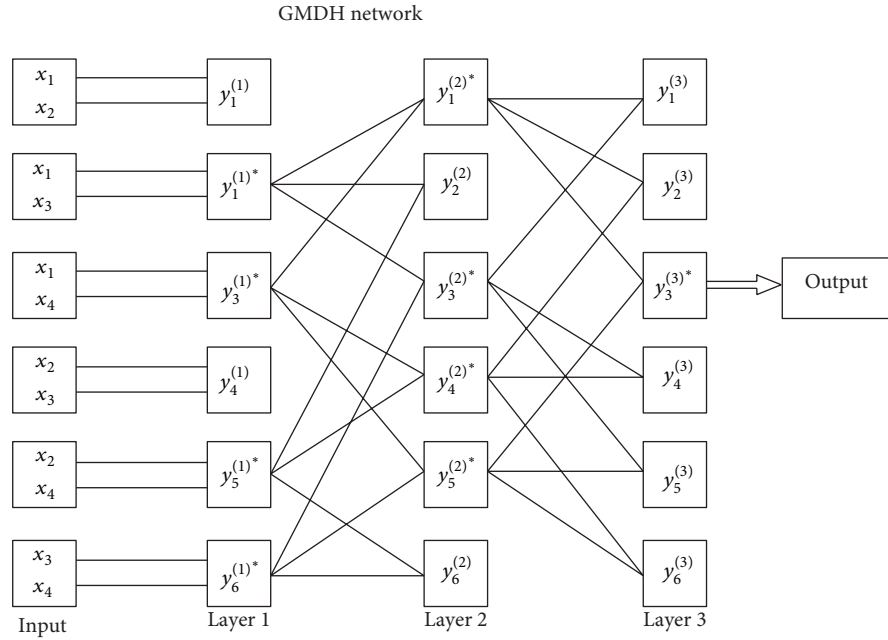 GMDH network
x₁
x₂
y₁⁽¹⁾
y₁⁽²⁾*
y₁⁽³⁾
x₁
x₃
y₁⁽¹⁾*
y₂⁽²⁾
y₂⁽³⁾
x₁
x₄
y₃⁽¹⁾*
y₃⁽²⁾*
y₃⁽³⁾*
Output
x₂
x₃
y₄⁽¹⁾
y₄⁽²⁾*
y₄⁽³⁾
x₂
x₄
y₅⁽¹⁾*
y₅⁽²⁾*
y₅⁽³⁾
x₃
x₄
y₆⁽¹⁾*
y₆⁽²⁾
y₆⁽³⁾
Input
Layer 1
Layer 2
Layer 3